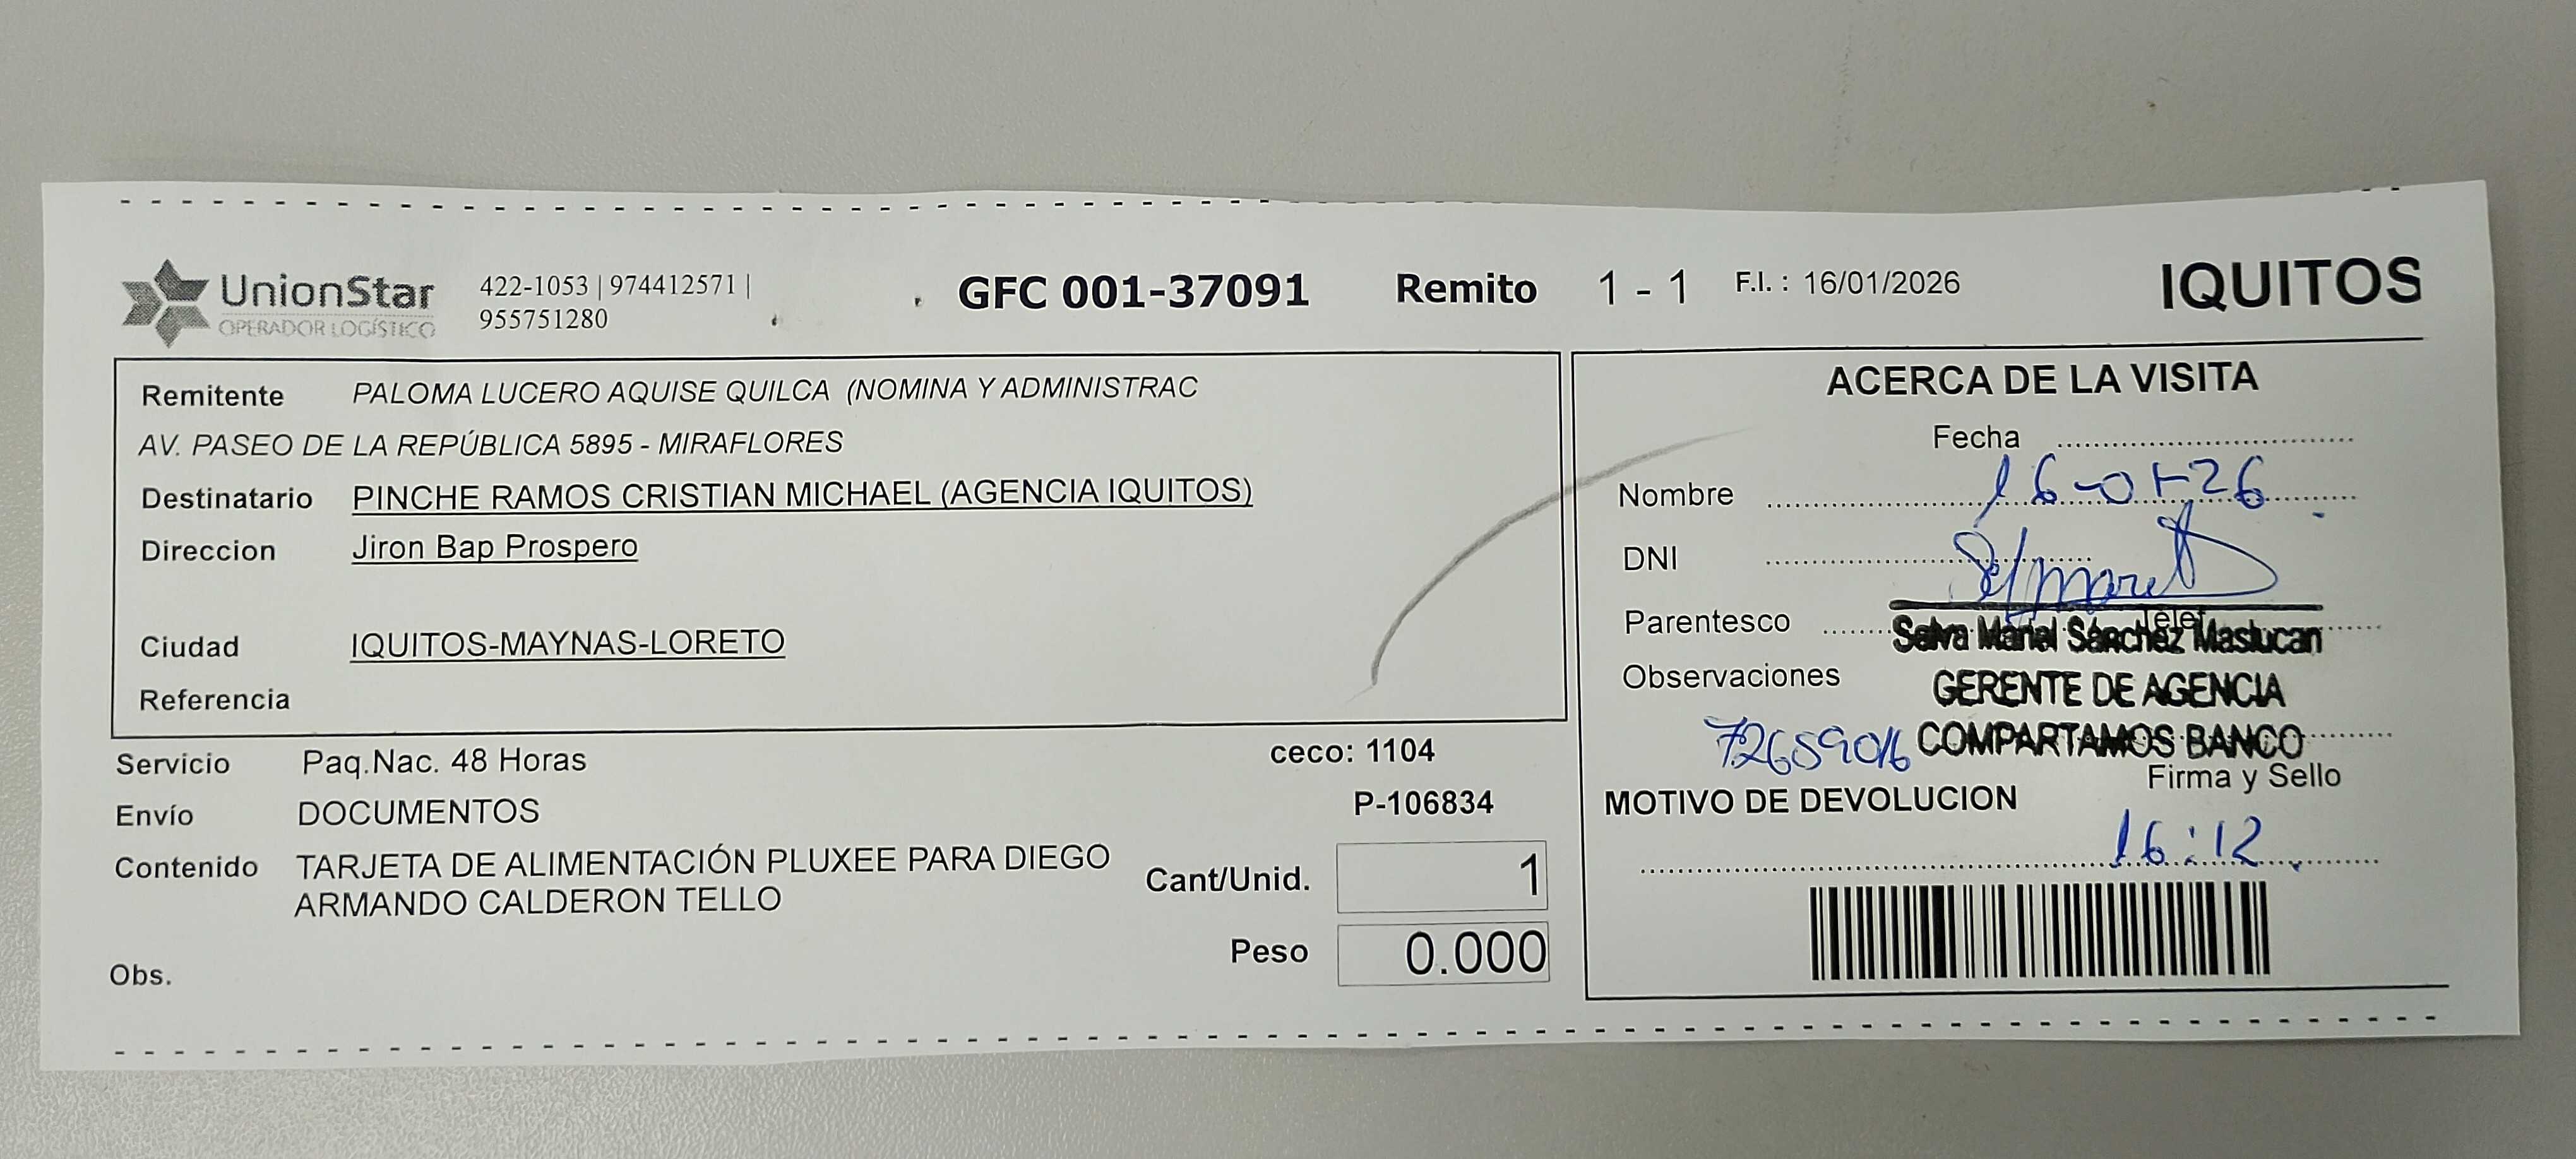 UnionStar
OPERADOR LOGÍSTICO
422-1053 | 974412571 |
955751280
GFC 001-37091 Remito 1 - 1 F.I. : 16/01/2026 IQUITOS
Remitente PALOMA LUCERO AQUISE QUILCA (NOMINA Y ADMINISTRAC
AV. PASEO DE LA REPÚBLICA 5895 - MIRAFLORES
Destinatario PINCHE RAMOS CRISTIAN MICHAEL (AGENCIA IQUITOS)
Direccion Jiron Bap Prospero
Ciudad IQUITOS-MAYNAS-LORETO
Referencia
Servicio Paq.Nac. 48 Horas
ceco: 1104
Envío DOCUMENTOS
P-106834
Contenido TARJETA DE ALIMENTACIÓN PLUXEE PARA DIEGO
ARMANDO CALDERON TELLO
Cant/Unid. 1
Peso 0.000
Obs.
ACERCA DE LA VISITA
Fecha
Nombre 16-01-26
DNI
Parentesco Telef
Sánchez Maslucan
Observaciones
GERENTE DE AGENCIA
72659016 COMPARTAMOS BANCO
Firma y Sello
MOTIVO DE DEVOLUCION
16:12